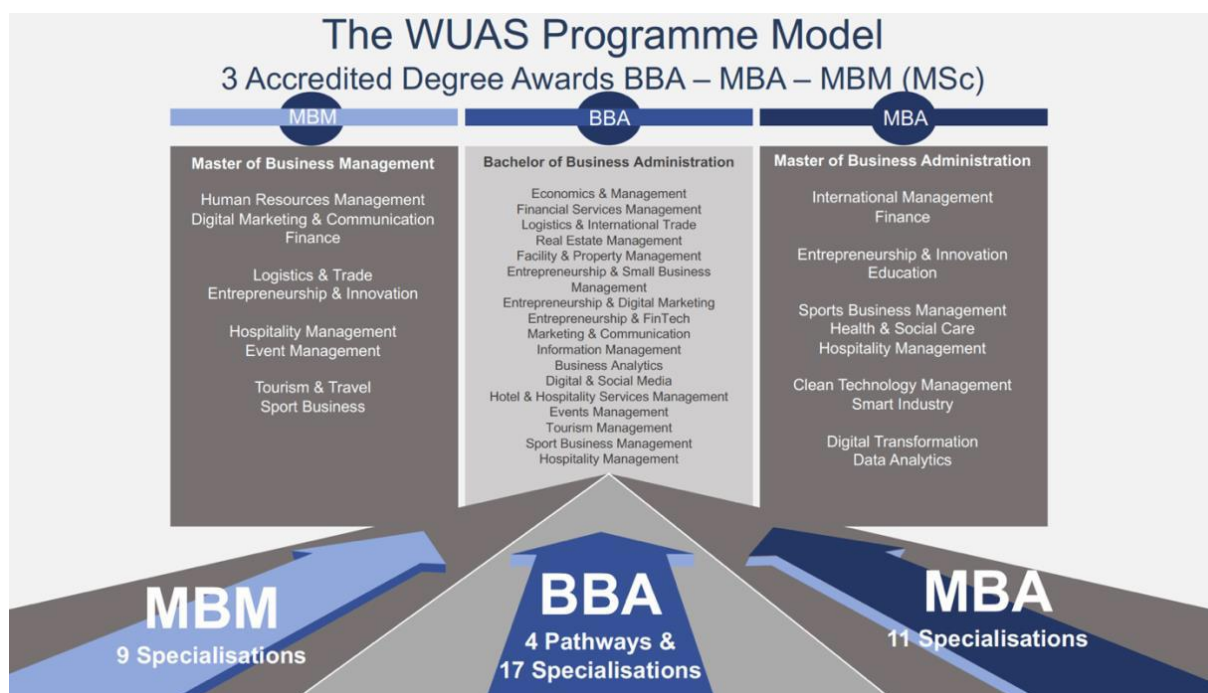 The WUAS Programme Model
3 Accredited Degree Awards BBA – MBA – MBM (MSc)
MBM
BBA
MBA
Master of Business Management
Human Resources Management
Digital Marketing & Communication
Finance
Logistics & Trade
Entrepreneurship & Innovation
Hospitality Management
Event Management
Tourism & Travel
Sport Business
Bachelor of Business Administration
Economics & Management
Financial Services Management
Logistics & International Trade
Real Estate Management
Facility & Property Management
Entrepreneurship & Small Business
Management
Entrepreneurship & Digital Marketing
Entrepreneurship & FinTech
Marketing & Communication
Information Management
Business Analytics
Digital & Social Media
Hotel & Hospitality Services Management
Events Management
Tourism Management
Sport Business Management
Hospitality Management
Master of Business Administration
International Management
Finance
Entrepreneurship & Innovation
Education
Sports Business Management
Health & Social Care
Hospitality Management
Clean Technology Management
Smart Industry
Digital Transformation
Data Analytics
MBM
9 Specialisations
BBA
4 Pathways &
17 Specialisations
MBA
11 Specialisations